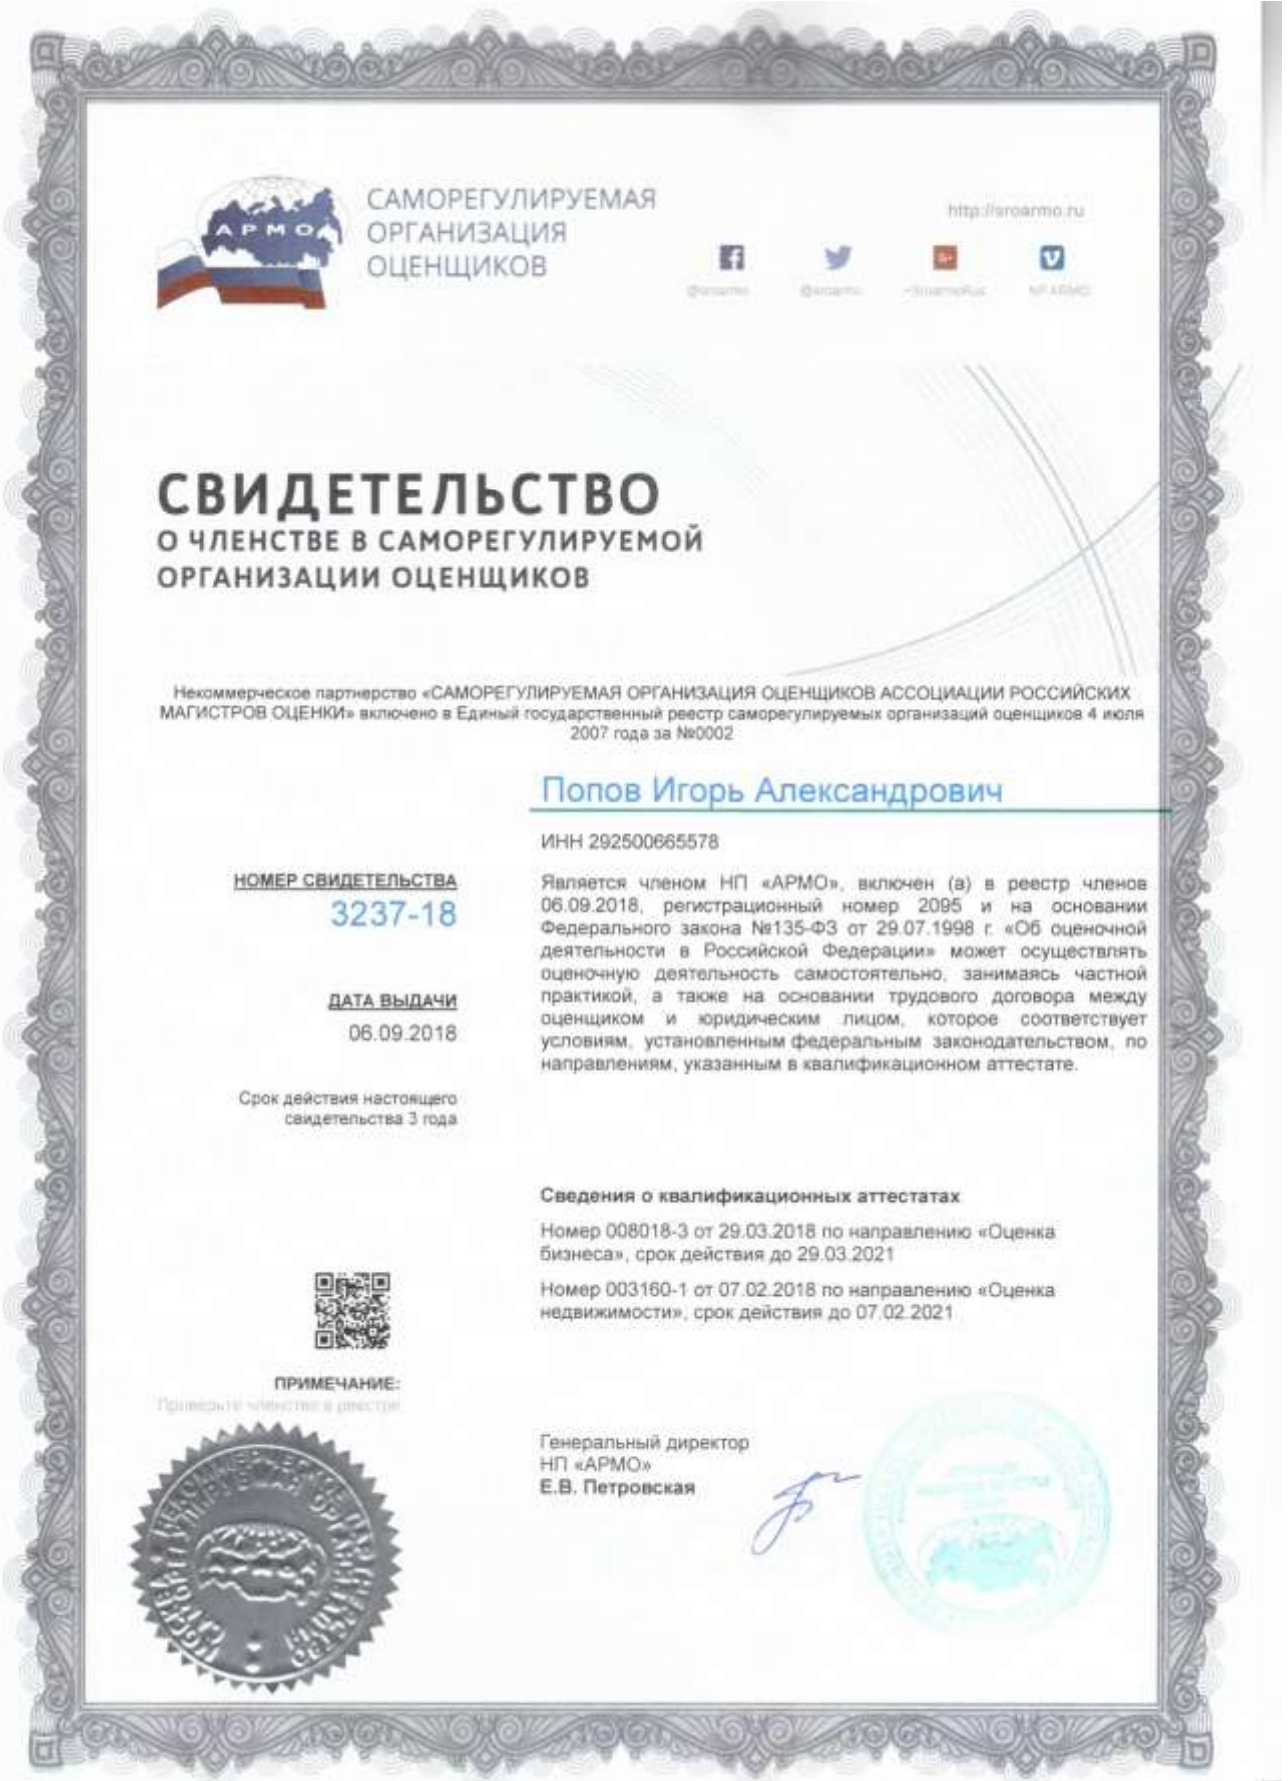 АРМО
САМОРЕГУЛИРУЕМАЯ
ОРГАНИЗАЦИЯ
ОЦЕНЩИКОВ
http://sroarmo.ru
@sroarmo @sroarmo +SroarmoRus NP ARMO
СВИДЕТЕЛЬСТВО
О ЧЛЕНСТВЕ В САМОРЕГУЛИРУЕМОЙ
ОРГАНИЗАЦИИ ОЦЕНЩИКОВ
Некоммерческое партнерство «САМОРЕГУЛИРУЕМАЯ ОРГАНИЗАЦИЯ ОЦЕНЩИКОВ АССОЦИАЦИИ РОССИЙСКИХ
МАГИСТРОВ ОЦЕНКИ» включено в Единый государственный реестр саморегулируемых организаций оценщиков 4 июля
2007 года за №0002
Попов Игорь Александрович
ИНН 292500665578
НОМЕР СВИДЕТЕЛЬСТВА
3237-18
ДАТА ВЫДАЧИ
06.09.2018
Срок действия настоящего
свидетельства 3 года
Является членом НП «АРМО», включен (а) в реестр членов
06.09.2018, регистрационный номер 2095 и на основании
Федерального закона №135-ФЗ от 29.07.1998 г. «Об оценочной
деятельности в Российской Федерации» может осуществлять
оценочную деятельность самостоятельно, занимаясь частной
практикой, а также на основании трудового договора между
оценщиком и юридическим лицом, которое соответствует
условиям, установленным федеральным законодательством, по
направлениям, указанным в квалификационном аттестате.
Сведения о квалификационных аттестатах
Номер 008018-3 от 29.03.2018 по направлению «Оценка
бизнеса», срок действия до 29.03.2021
Номер 003160-1 от 07.02.2018 по направлению «Оценка
недвижимости», срок действия до 07.02.2021
ПРИМЕЧАНИЕ:
Проверьте членство в реестре
Генеральный директор
НП «АРМО»
Е.В. Петровская